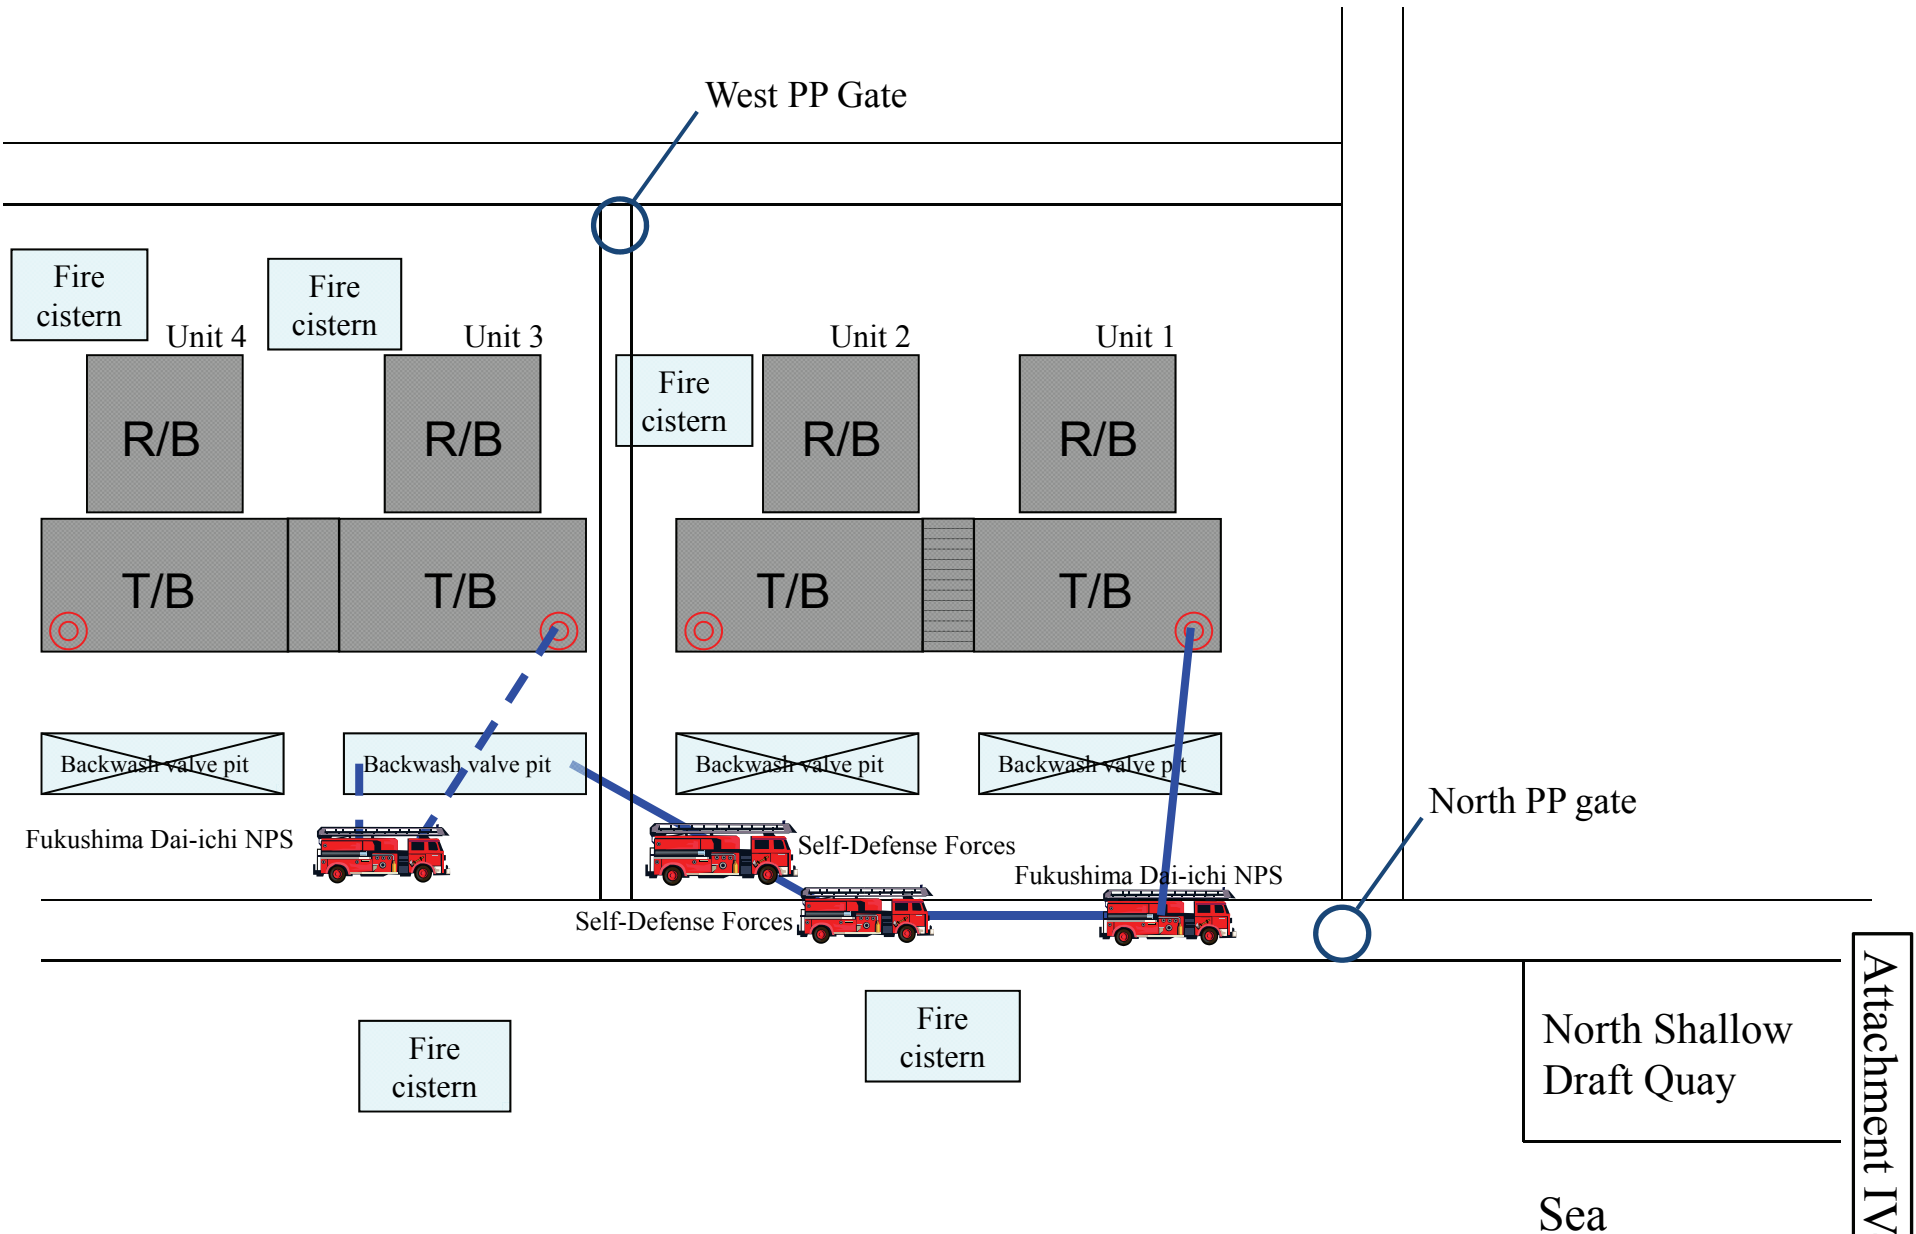 West PP Gate
Fire
cistern
Fire
cistern
Unit 4
Unit 3
Unit 2
Unit 1
Fire
cistern
R/B
R/B
R/B
R/B
T/B
T/B
T/B
T/B
Backwash valve pit
Backwash valve pit
Backwash valve pit
Backwash valve pit
North PP gate
Fukushima Dai-ichi NPS
Self-Defense Forces
Fukushima Dai-ichi NPS
Self-Defense Forces
Fire
cistern
Fire
cistern
North Shallow
Draft Quay
Sea
Attachment IV